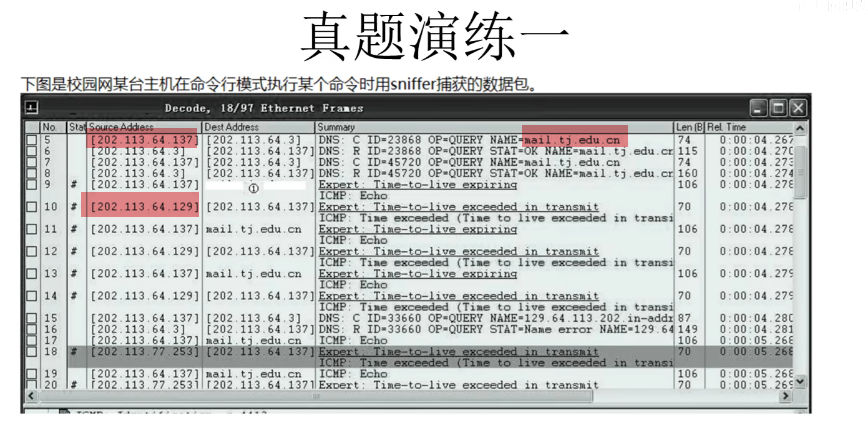 真题演练一
下图是校园网某台主机在命令行模式执行某个命令时用sniffer捕获的数据包。
Decode, 18/97 Ethernet Frames
No. Stat Source Address Dest Address Summary Len (B Rel. Time
5 [202.113.64.137] [202.113.64.3] DNS: C ID=23868 OP=QUERY NAME=mail.tj.edu.cn 74 0:00:04.267
6 [202.113.64.3] [202.113.64.137] DNS: R ID=23868 OP=QUERY STAT=OK NAME=mail.tj.edu.cr 115 0:00:04.270
7 [202.113.64.137] [202.113.64.3] DNS: C ID=45720 OP=QUERY NAME=mail.tj.edu.cn 74 0:00:04.273
8 [202.113.64.3] [202.113.64.137] DNS: R ID=45720 OP=QUERY STAT=OK NAME=mail.tj.edu.cr 160 0:00:04.274
9 # [202.113.64.137] ① Expert: Time-to-live expiring 106 0:00:04.276
ICMP: Echo
10 # [202.113.64.129] [202.113.64.137] Expert: Time-to-live exceeded in transmit 70 0:00:04.278
ICMP: Time exceeded (Time to live exceeded in transi
11 # [202.113.64.137] mail.tj.edu.cn Expert: Time-to-live expiring 106 0:00:04.278
ICMP: Echo
12 # [202.113.64.129] [202.113.64.137] Expert: Time-to-live exceeded in transmit 70 0:00:04.278
ICMP: Time exceeded (Time to live exceeded in transi
13 # [202.113.64.137] mail.tj.edu.cn Expert: Time-to-live expiring 106 0:00:04.279
ICMP: Echo
14 # [202.113.64.129] [202.113.64.137] Expert: Time-to-live exceeded in transmit 70 0:00:04.279
ICMP: Time exceeded (Time to live exceeded in transi
15 [202.113.64.137] [202.113.64.3] DNS: C ID=33660 OP=QUERY NAME=129.64.113.202.in-addr 87 0:00:04.280
16 [202.113.64.3] [202.113.64.137] DNS: R ID=33660 OP=QUERY STAT=Name error NAME=129.64 149 0:00:04.281
17 [202.113.64.137] mail.tj.edu.cn ICMP: Echo 106 0:00:05.266
18 # [202.113.77.253] [202.113.64.137] Expert: Time-to-live exceeded in transmit 70 0:00:05.268
ICMP: Time exceeded (Time to live exceeded in transi
19 [202.113.64.137] mail.tj.edu.cn ICMP: Echo 106 0:00:05.268
20 # [202.113.77.253] [202.113.64.137] Expert: Time-to-live exceeded in transmit 70 0:00:05.269